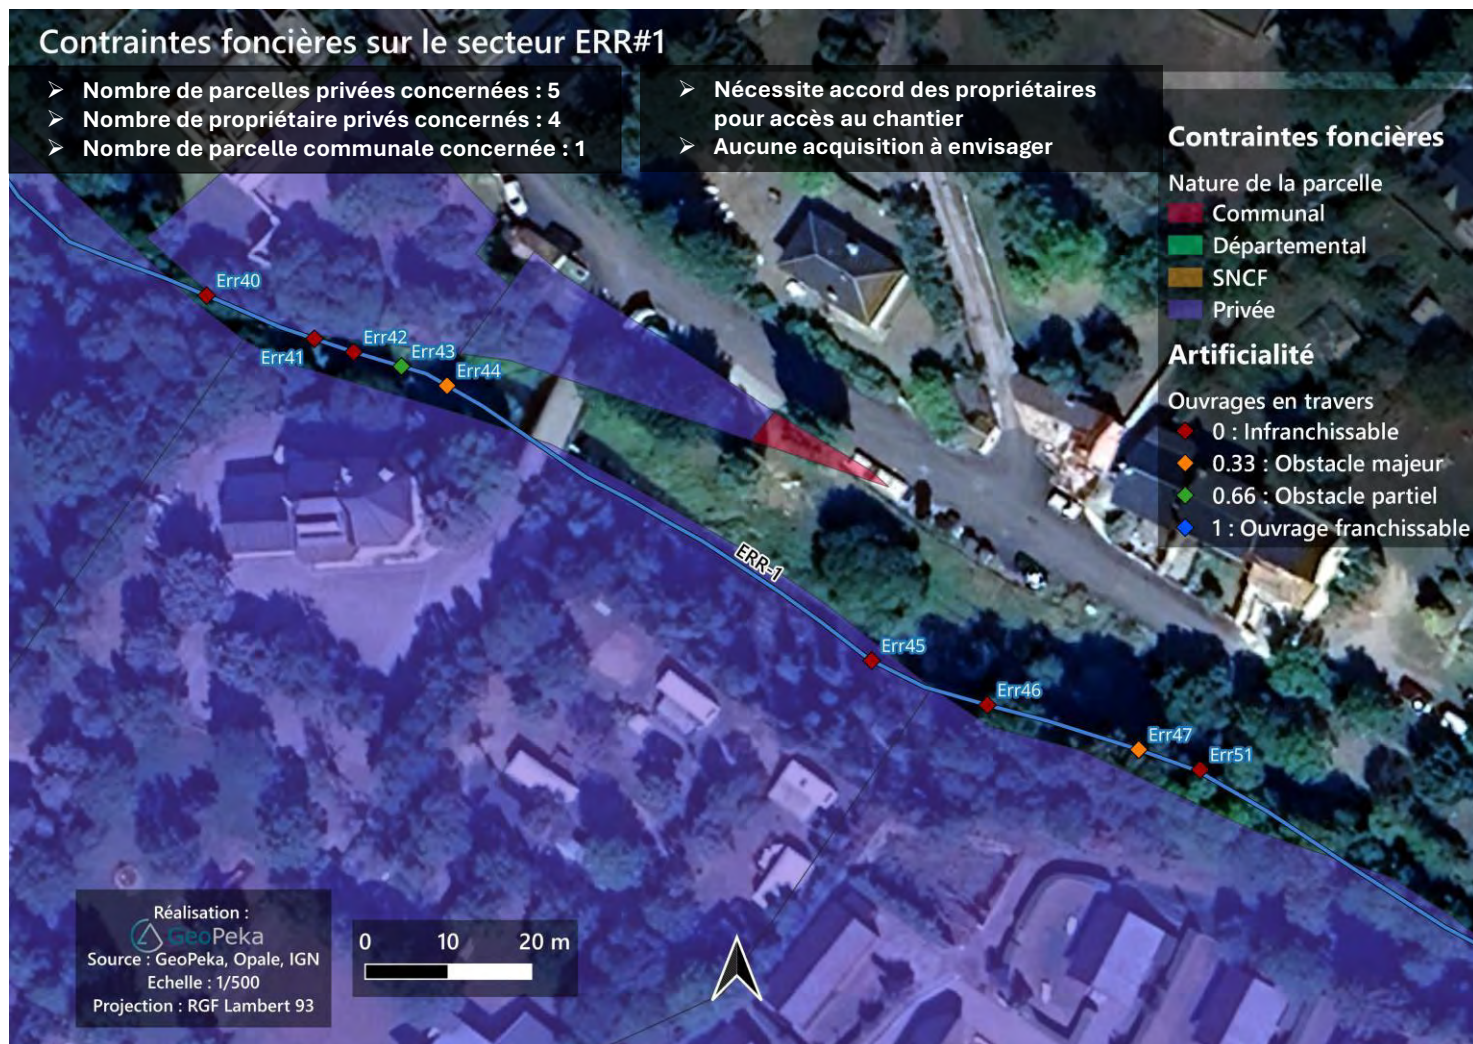 Contraintes foncières sur le secteur ERR#1
➢ Nombre de parcelles privées concernées : 5
➢ Nombre de propriétaire privés concernés : 4
➢ Nombre de parcelle communale concernée : 1
➢ Nécessite accord des propriétaires
pour accès au chantier
➢ Aucune acquisition à envisager
Contraintes foncières
Nature de la parcelle
Communal
Départemental
SNCF
Privée
Artificialité
Ouvrages en travers
0 : Infranchissable
0.33 : Obstacle majeur
0.66 : Obstacle partiel
1 : Ouvrage franchissable
Err40
Err41
Err42
Err43
Err44
ERR-1
Err45
Err46
Err47
Err51
Réalisation :
GeoPeka
Source : GeoPeka, Opale, IGN
Echelle : 1/500
Projection : RGF Lambert 93
0 10 20 m